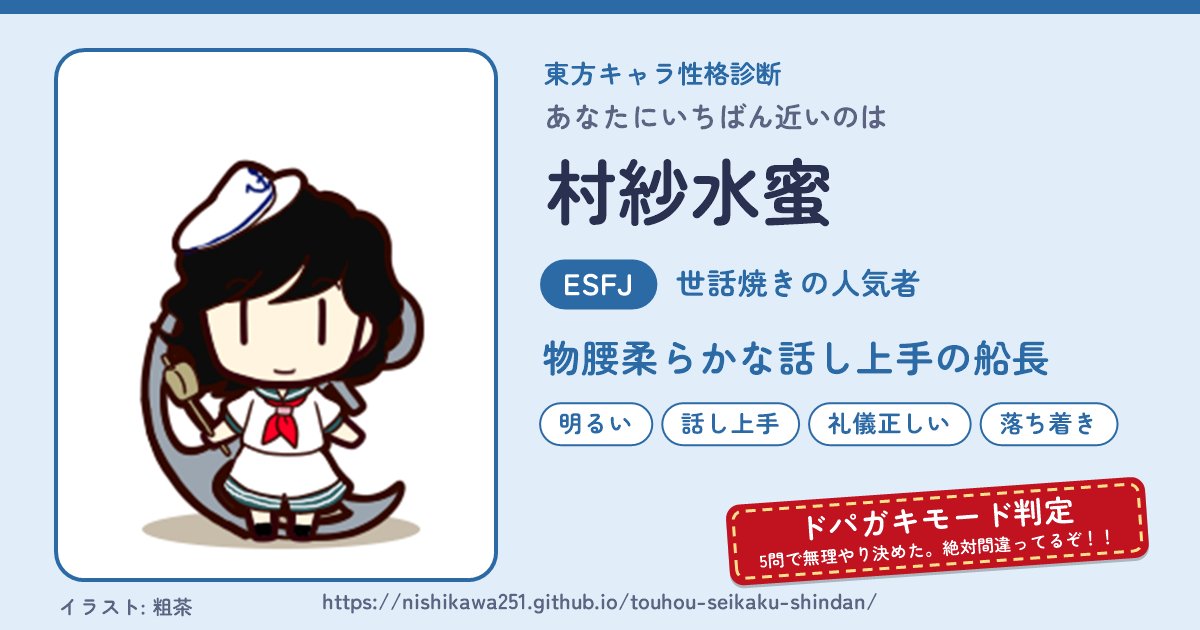 東方キャラ性格診断
あなたにいちばん近いのは
村紗水蜜
ESFJ 世話焼きの人気者
物腰柔らかな話し上手の船長
明るい 話し上手 礼儀正しい 落ち着き
ドパガキモード判定
5問で無理やり決めた。絶対間違ってるぞ！！
イラスト: 粗茶
https://nishikawa251.github.io/touhou-seikaku-shindan/